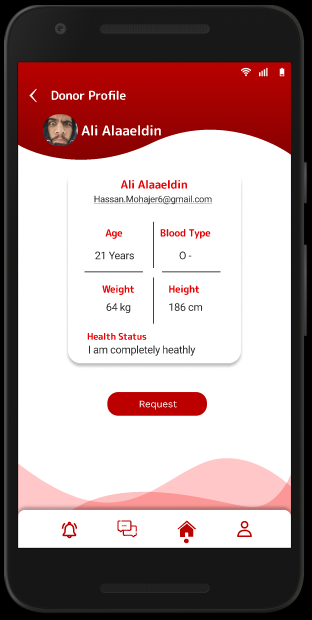 Donor Profile
Ali Alaaeldin
Ali Alaaeldin
Hassan.Mohajer6@gmail.com
Age
Blood Type
21 Years
O -
Weight
Height
64 kg
186 cm
Health Status
I am completely heathly
Request